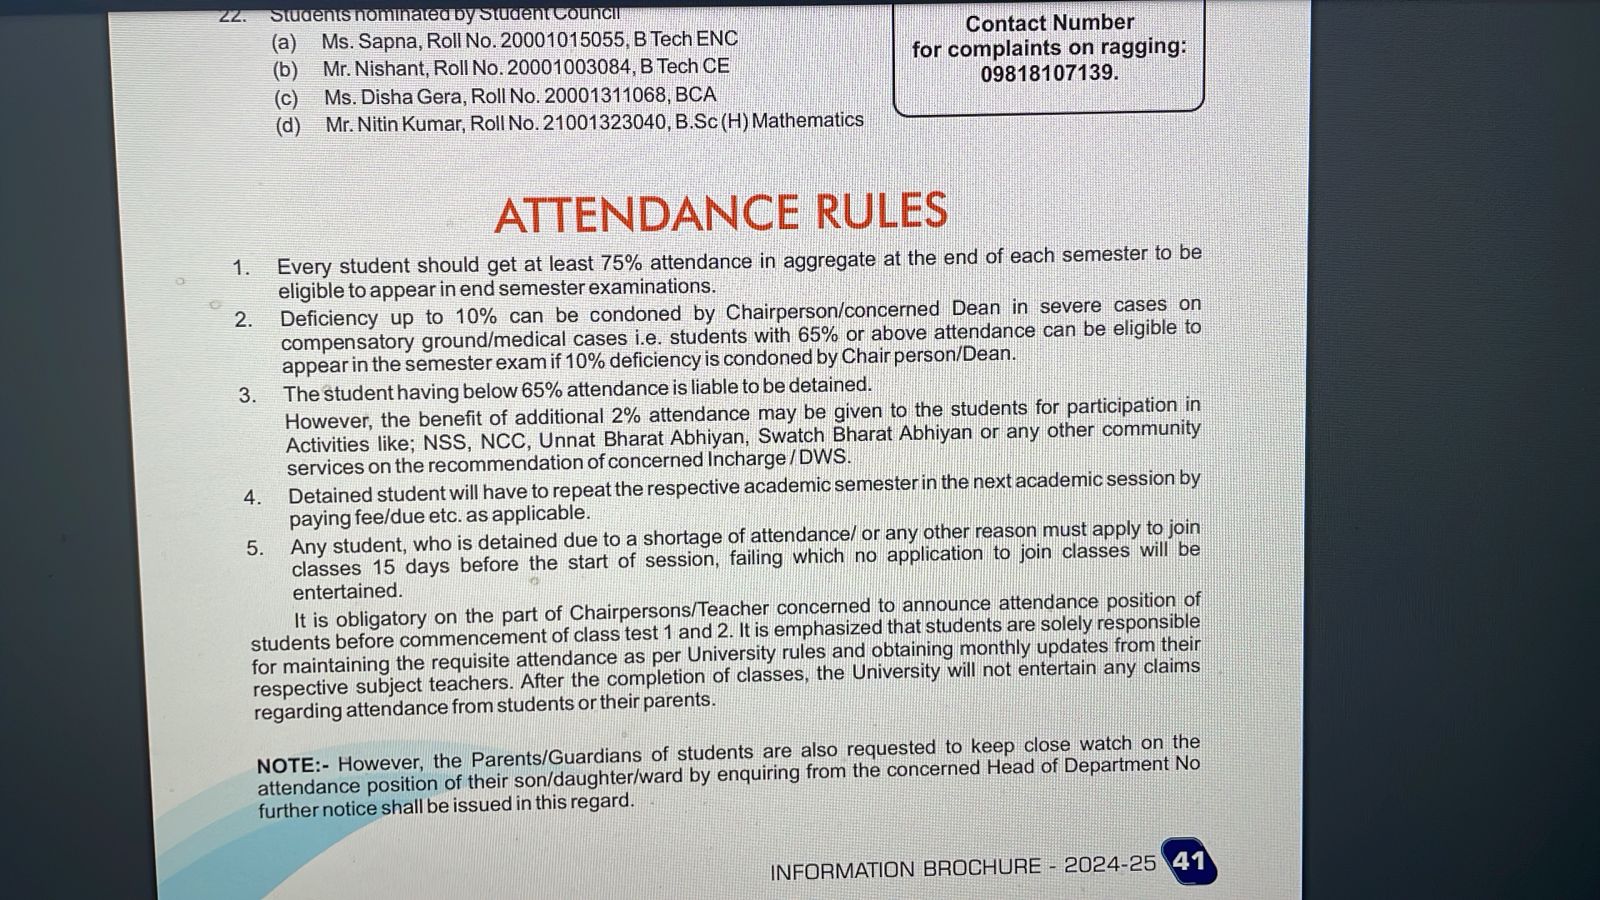 22. Students nominated by Student Council
(a) Ms. Sapna, Roll No. 20001015055, B Tech ENC
(b) Mr. Nishant, Roll No. 20001003084, B Tech CE
(c) Ms. Disha Gera, Roll No. 20001311068, BCA
(d) Mr. Nitin Kumar, Roll No. 21001323040, B.Sc (H) Mathematics
Contact Number
for complaints on ragging:
09818107139.
ATTENDANCE RULES
1. Every student should get at least 75% attendance in aggregate at the end of each semester to be
eligible to appear in end semester examinations.
2. Deficiency up to 10% can be condoned by Chairperson/concerned Dean in severe cases on
compensatory ground/medical cases i.e. students with 65% or above attendance can be eligible to
appear in the semester exam if 10% deficiency is condoned by Chair person/Dean.
3. The student having below 65% attendance is liable to be detained.
However, the benefit of additional 2% attendance may be given to the students for participation in
Activities like; NSS, NCC, Unnat Bharat Abhiyan, Swatch Bharat Abhiyan or any other community
services on the recommendation of concerned Incharge / DWS.
4. Detained student will have to repeat the respective academic semester in the next academic session by
paying fee/due etc. as applicable.
5. Any student, who is detained due to a shortage of attendance/ or any other reason must apply to join
classes 15 days before the start of session, failing which no application to join classes will be
entertained.
It is obligatory on the part of Chairpersons/Teacher concerned to announce attendance position of
students before commencement of class test 1 and 2. It is emphasized that students are solely responsible
for maintaining the requisite attendance as per University rules and obtaining monthly updates from their
respective subject teachers. After the completion of classes, the University will not entertain any claims
regarding attendance from students or their parents.
NOTE:- However, the Parents/Guardians of students are also requested to keep close watch on the
attendance position of their son/daughter/ward by enquiring from the concerned Head of Department No
further notice shall be issued in this regard.
INFORMATION BROCHURE - 2024-25 41